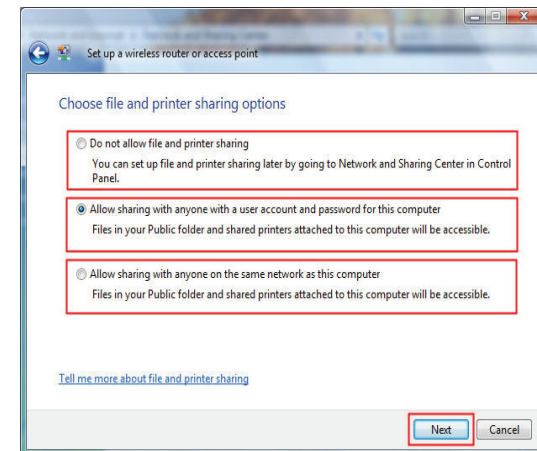 Set up a wireless router or access point
Choose file and printer sharing options
Do not allow file and printer sharing
You can set up file and printer sharing later by going to Network and Sharing Center in Control
Panel.
Allow sharing with anyone with a user account and password for this computer
Files in your Public folder and shared printers attached to this computer will be accessible.
Allow sharing with anyone on the same network as this computer
Files in your Public folder and shared printers attached to this computer will be accessible.
Tell me more about file and printer sharing
Next Cancel